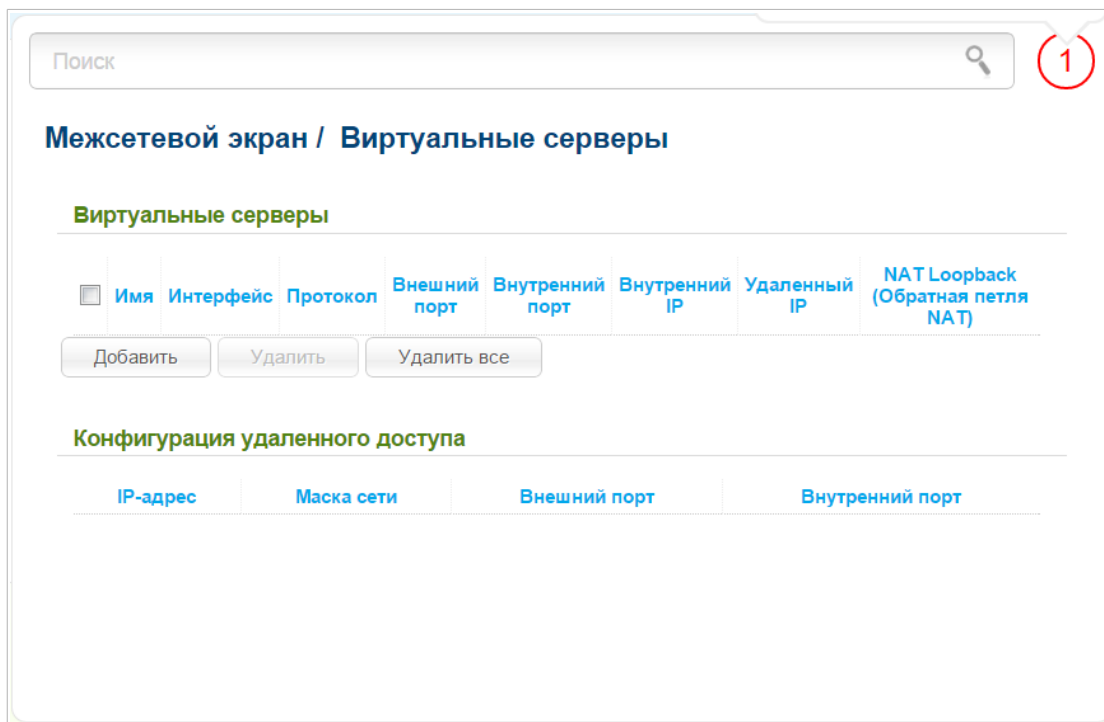 Поиск
1
Межсетевой экран / Виртуальные серверы
Виртуальные серверы
Имя Интерфейс Протокол Внешний порт Внутренний порт Внутренний IP Удаленный IP NAT Loopback (Обратная петля NAT)
Добавить Удалить Удалить все
Конфигурация удаленного доступа
IP-адрес Маска сети Внешний порт Внутренний порт